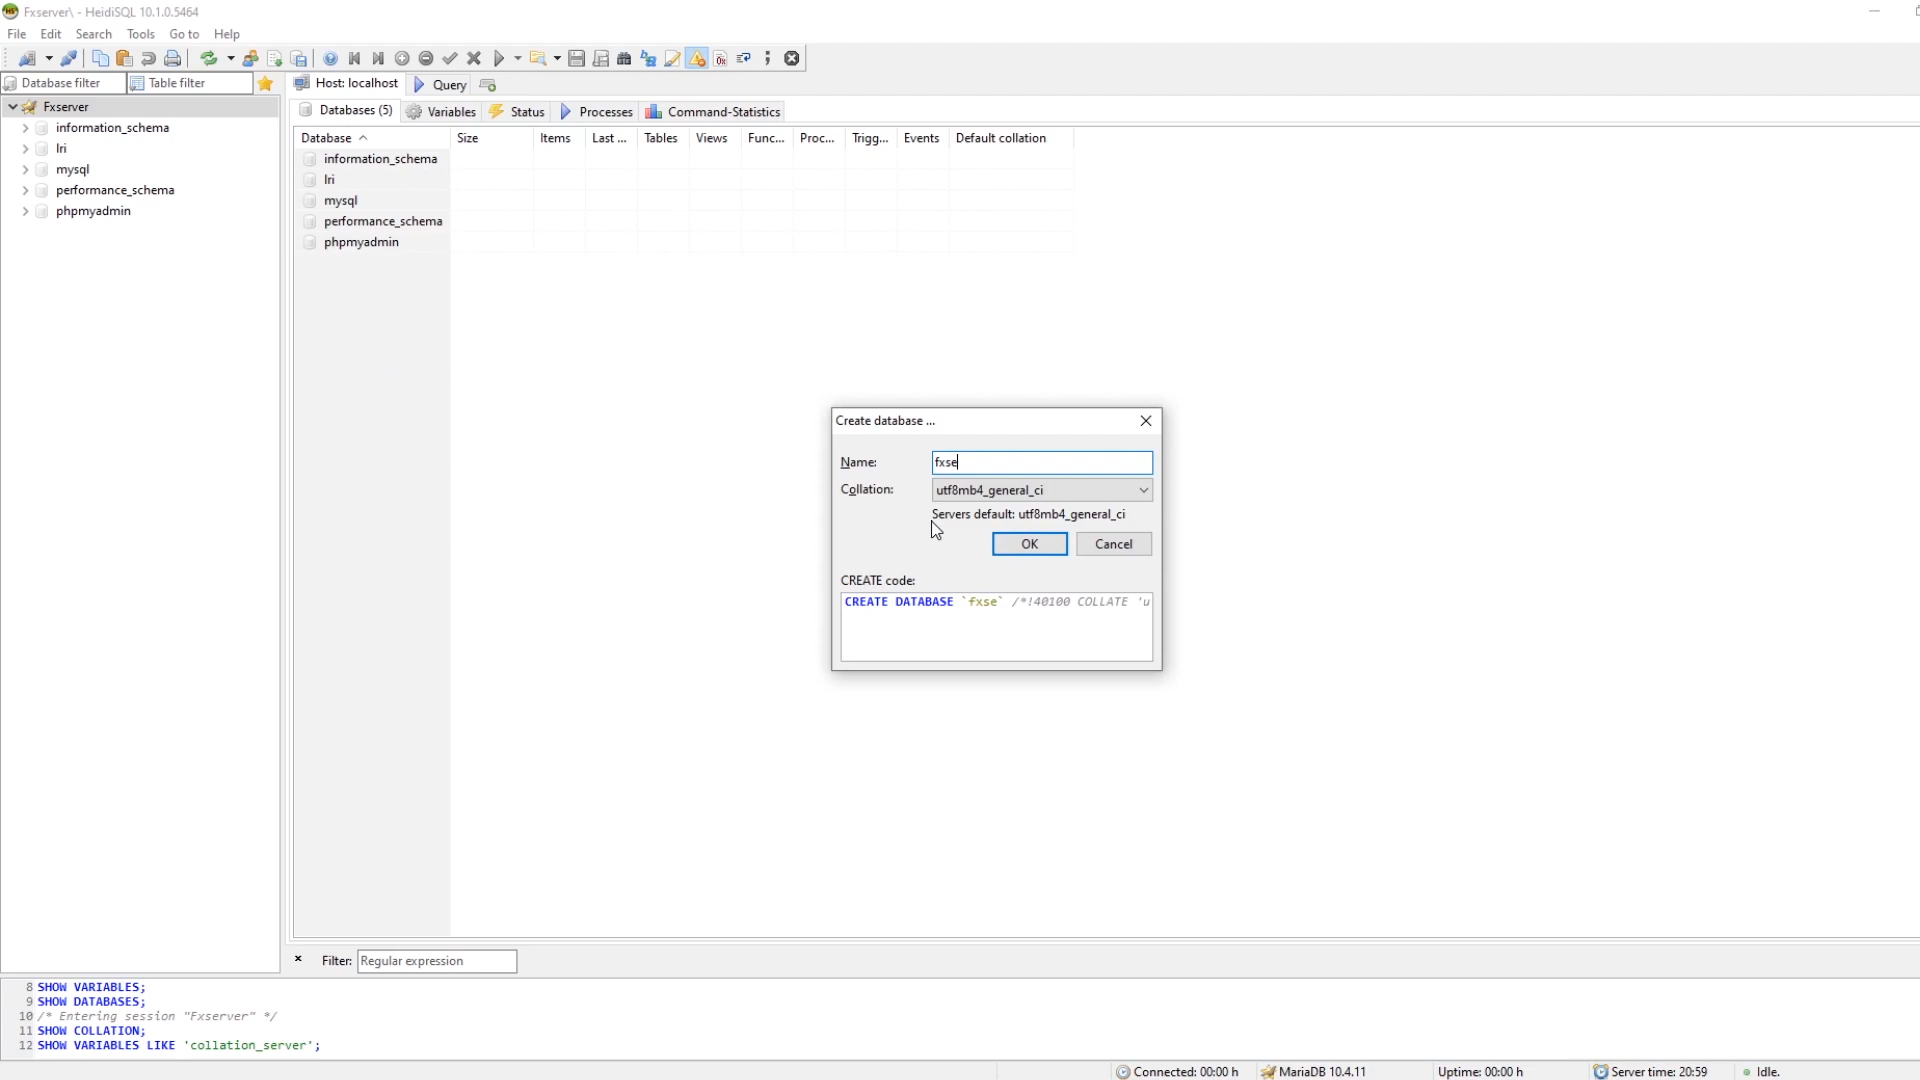 Fxserver\ - HeidiSQL 10.1.0.5464
File Edit Search Tools Go to Help
Database filter Table filter Host: localhost Query
Fxserver
information_schema
lri
mysql
performance_schema
phpmyadmin
Databases (5) Variables Status Processes Command-Statistics
Database Size Items Last ... Tables Views Func... Proc... Trigg... Events Default collation
information_schema
lri
mysql
performance_schema
phpmyadmin
Create database ...
Name: fxse
Collation: utf8mb4_general_ci
Servers default: utf8mb4_general_ci
OK Cancel
CREATE code:
CREATE DATABASE `fxse` /*!40100 COLLATE 'u
× Filter: Regular expression
8 SHOW VARIABLES;
9 SHOW DATABASES;
10 /* Entering session "Fxserver" */
11 SHOW COLLATION;
12 SHOW VARIABLES LIKE 'collation_server';
Connected: 00:00 h MariaDB 10.4.11 Uptime: 00:00 h Server time: 20:59 Idle.